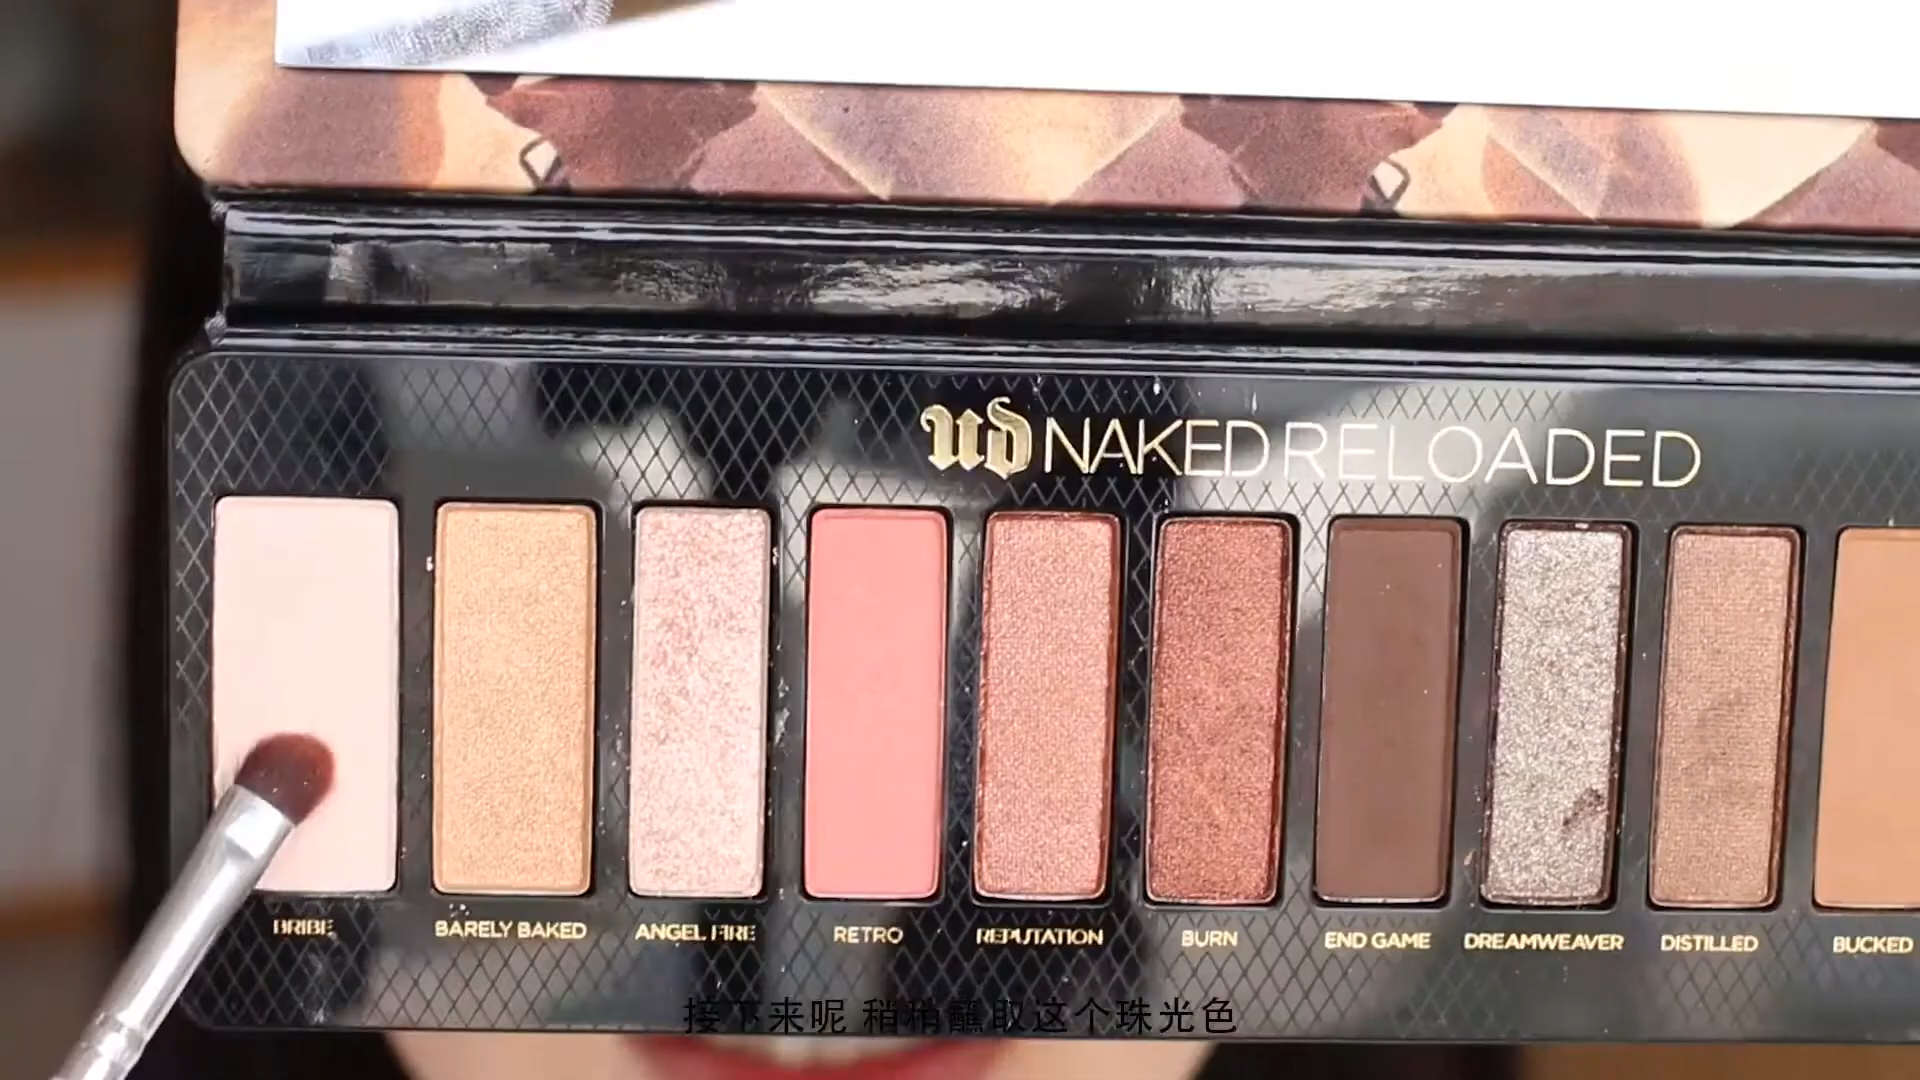 ud NAKED RELOADED
BRIBE BARELY BAKED ANGEL FIRE RETRO REPUTATION BURN END GAME DREAMWEAVER DISTILLED BUCKED
接下来呢 稍稍蘸取这个珠光色